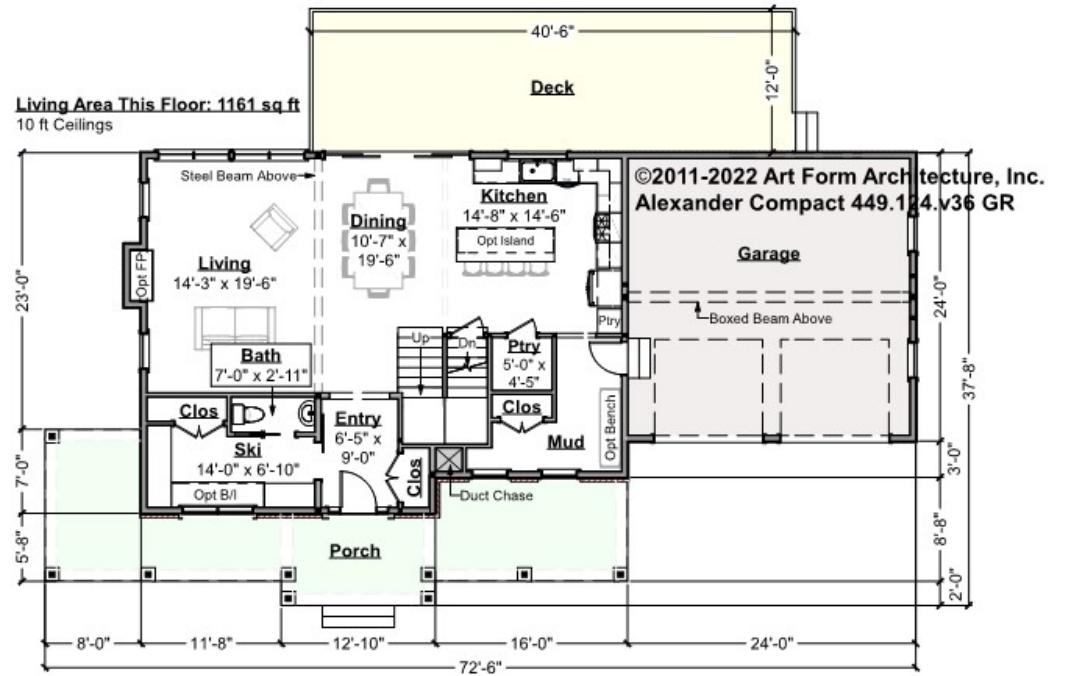 40'-6"
Deck
12'-0"
Living Area This Floor: 1161 sq ft
10 ft Ceilings
Steel Beam Above
©2011-2022 Art Form Architecture, Inc.
Alexander Compact 449.124.v36 GR
Kitchen
14'-8" x 14'-6"
Opt Island
Dining
10'-7" x
19'-6"
Living
14'-3" x 19'-6"
Opt FP
Garage
Boxed Beam Above
23'-0"
24'-0"
37'-8"
Ptry
Up
Dn
Ptry
5'-0" x
4'-5"
Bath
7'-0" x 2'-11"
Clos
Clos
Entry
6'-5" x
9'-0"
Mud
Opt Bench
Ski
14'-0" x 6'-10"
Clos
Opt B/I
Duct Chase
7'-0"
3'-0"
Porch
5'-8"
8'-8"
2'-0"
8'-0"
11'-8"
12'-10"
16'-0"
24'-0"
72'-6"